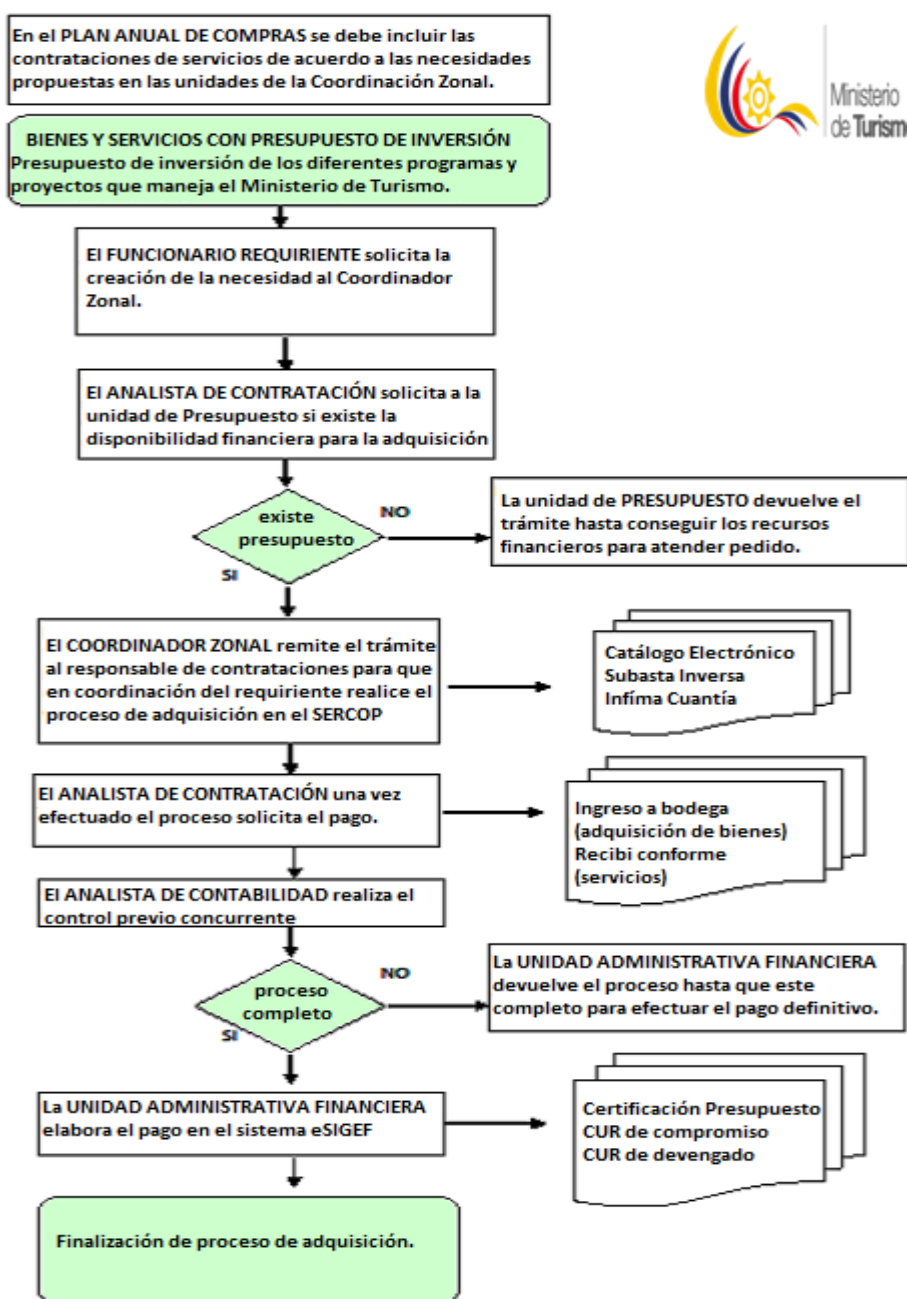 En el PLAN ANUAL DE COMPRAS se debe incluir las
contrataciones de servicios de acuerdo a las necesidades
propuestas en las unidades de la Coordinación Zonal.
Ministerio
de Turismo
BIENES Y SERVICIOS CON PRESUPUESTO DE INVERSIÓN
Presupuesto de inversión de los diferentes programas y
proyectos que maneja el Ministerio de Turismo.
El FUNCIONARIO REQUIRIENTE solicita la
creación de la necesidad al Coordinador
Zonal.
El ANALISTA DE CONTRATACIÓN solicita a la
unidad de Presupuesto si existe la
disponibilidad financiera para la adquisición
existe
presupuesto
NO
SI
La unidad de PRESUPUESTO devuelve el
trámite hasta conseguir los recursos
financieros para atender pedido.
El COORDINADOR ZONAL remite el trámite
al responsable de contrataciones para que
en coordinación del requiriente realice el
proceso de adquisición en el SERCOP
Catálogo Electrónico
Subasta Inversa
Infíma Cuantía
El ANALISTA DE CONTRATACIÓN una vez
efectuado el proceso solicita el pago.
Ingreso a bodega
(adquisición de bienes)
Recibi conforme
(servicios)
El ANALISTA DE CONTABILIDAD realiza el
control previo concurrente
proceso
completo
NO
SI
La UNIDAD ADMINISTRATIVA FINANCIERA
devuelve el proceso hasta que este
completo para efectuar el pago definitivo.
La UNIDAD ADMINISTRATIVA FINANCIERA
elabora el pago en el sistema eSIGEF
Certificación Presupuesto
CUR de compromiso
CUR de devengado
Finalización de proceso de adquisición.